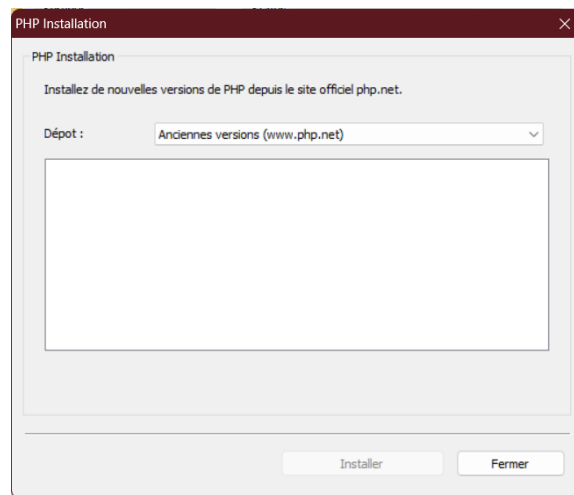 PHP Installation
PHP Installation
Installez de nouvelles versions de PHP depuis le site officiel php.net.
Dépot : Anciennes versions (www.php.net)
Installer Fermer